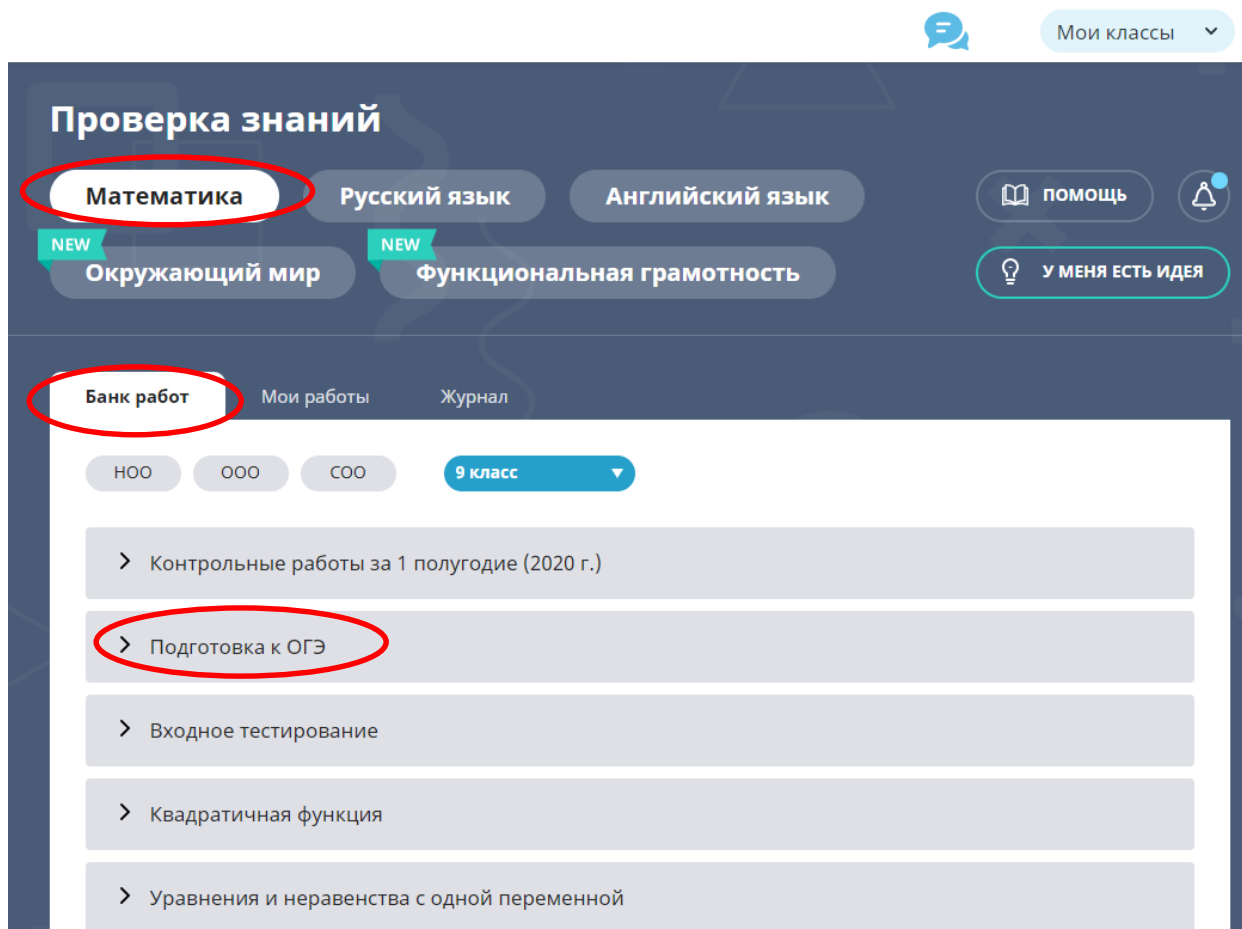 Мои классы
Проверка знаний
Математика Русский язык Английский язык ПОМОЩЬ
NEW NEW
Окружающий мир Функциональная грамотность У МЕНЯ ЕСТЬ ИДЕЯ
Банк работ Мои работы Журнал
НОО ООО СОО 9 класс
Контрольные работы за 1 полугодие (2020 г.)
Подготовка к ОГЭ
Входное тестирование
Квадратичная функция
Уравнения и неравенства с одной переменной